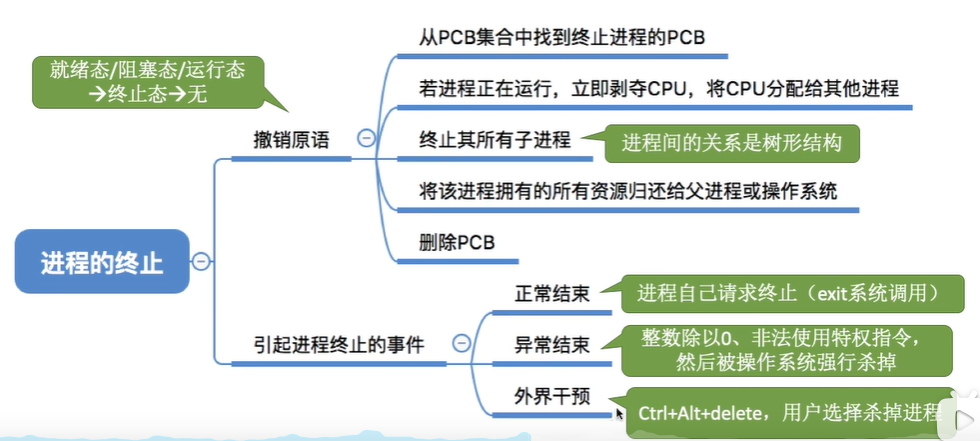 从PCB集合中找到终止进程的PCB
就绪态/阻塞态/运行态
→终止态→无
若进程正在运行，立即剥夺CPU，将CPU分配给其他进程
撤销原语
终止其所有子进程
进程间的关系是树形结构
将该进程拥有的所有资源归还给父进程或操作系统
删除PCB
进程的终止
正常结束
进程自己请求终止（exit系统调用）
引起进程终止的事件
异常结束
整数除以0、非法使用特权指令，
然后被操作系统强行杀掉
外界干预
Ctrl+Alt+delete，用户选择杀掉进程